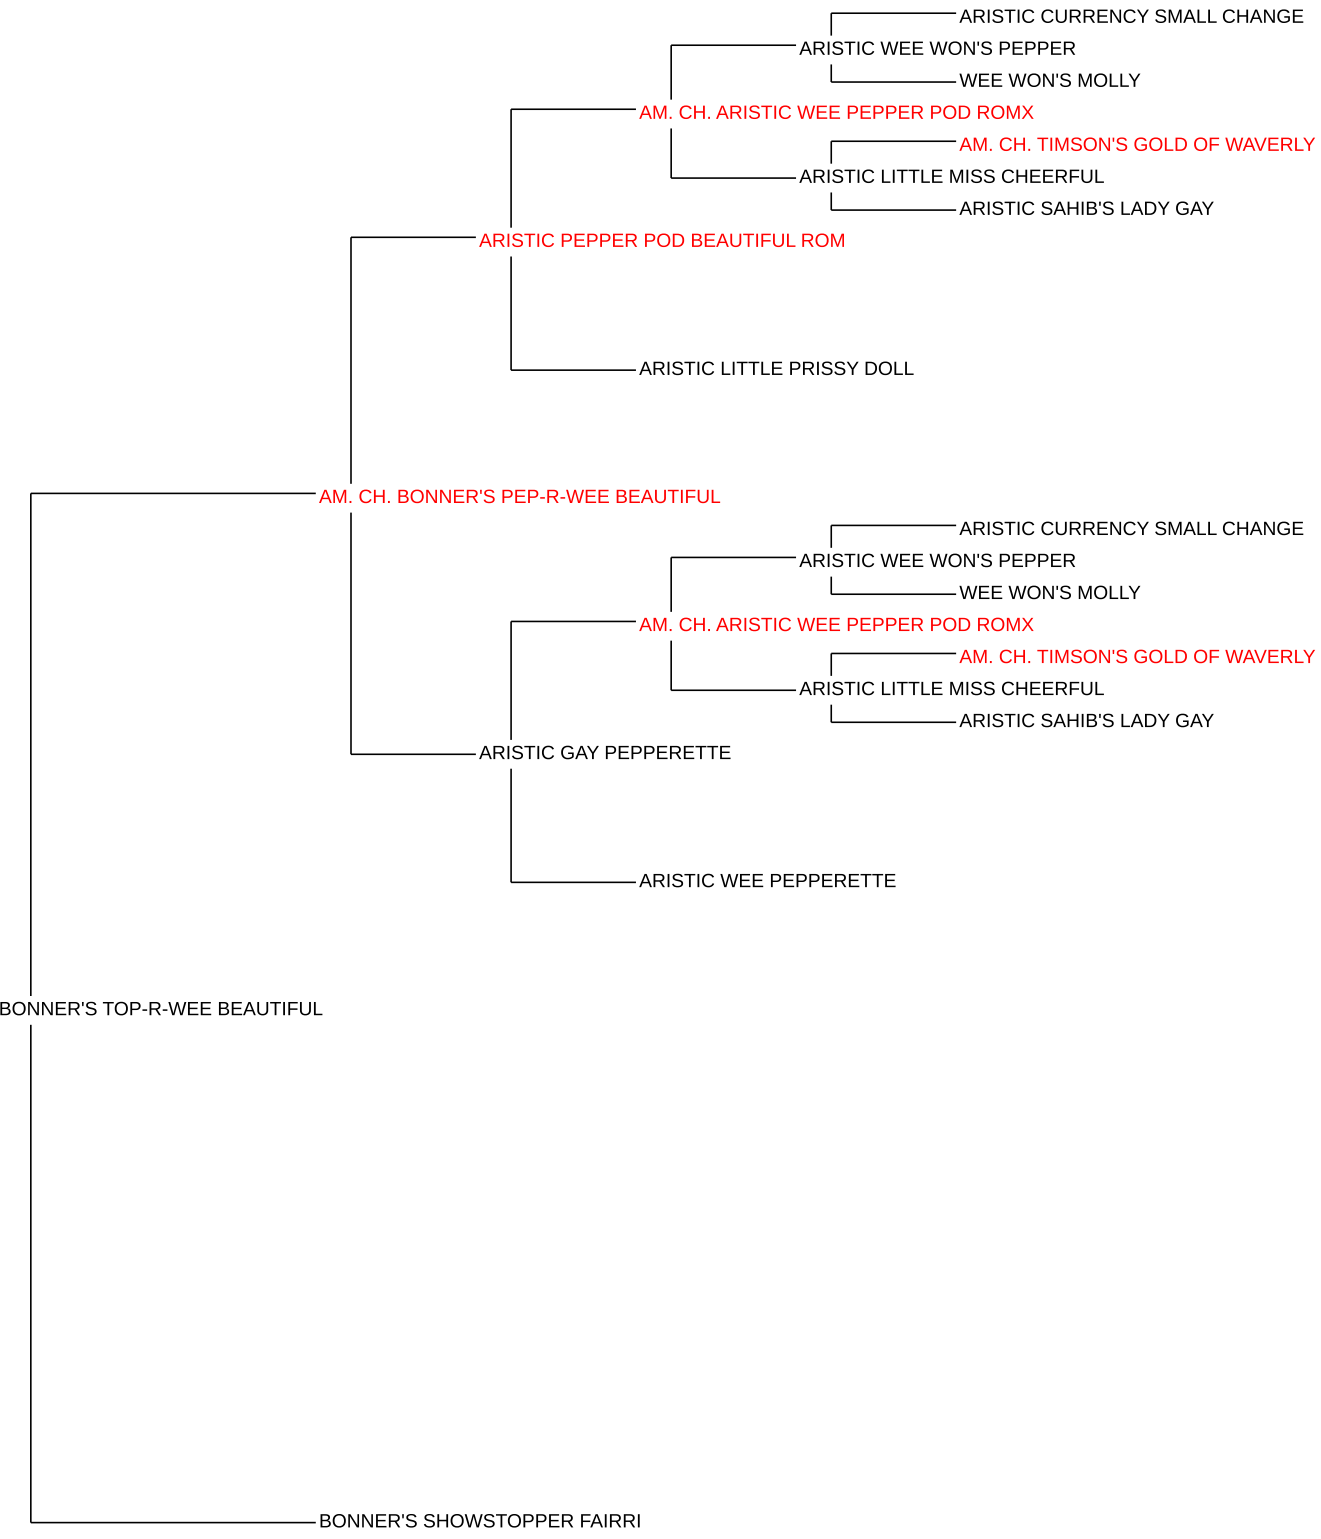 ARISTIC CURRENCY SMALL CHANGE
ARISTIC WEE WON'S PEPPER
WEE WON'S MOLLY
AM. CH. ARISTIC WEE PEPPER POD ROMX
AM. CH. TIMSON'S GOLD OF WAVERLY
ARISTIC LITTLE MISS CHEERFUL
ARISTIC SAHIB'S LADY GAY
ARISTIC PEPPER POD BEAUTIFUL ROM
ARISTIC LITTLE PRISSY DOLL
AM. CH. BONNER'S PEP-R-WEE BEAUTIFUL
ARISTIC CURRENCY SMALL CHANGE
ARISTIC WEE WON'S PEPPER
WEE WON'S MOLLY
AM. CH. ARISTIC WEE PEPPER POD ROMX
AM. CH. TIMSON'S GOLD OF WAVERLY
ARISTIC LITTLE MISS CHEERFUL
ARISTIC SAHIB'S LADY GAY
ARISTIC GAY PEPPERETTE
ARISTIC WEE PEPPERETTE
BONNER'S TOP-R-WEE BEAUTIFUL
BONNER'S SHOWSTOPPER FAIRRI